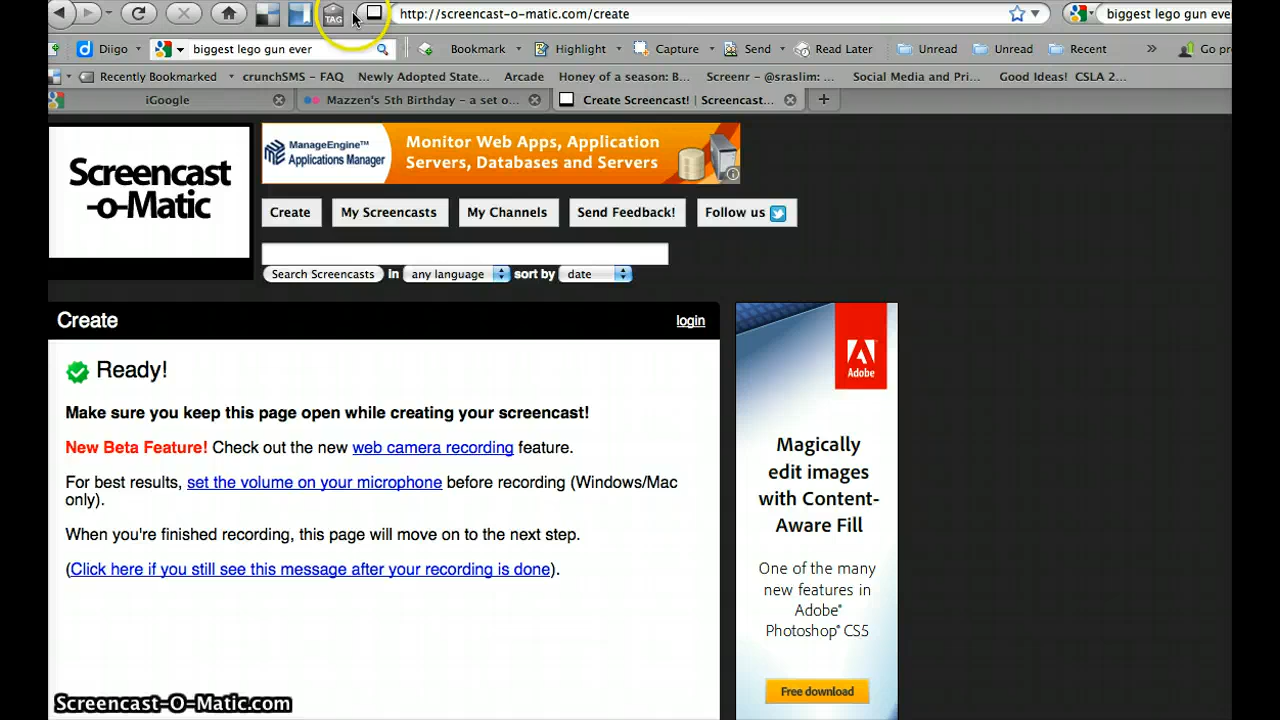 TAG http://screencast-o-matic.com/create biggest lego gun eve
Diigo biggest lego gun ever Bookmark Highlight Capture Send Read Later Unread Unread Recent » Go pr
Recently Bookmarked crunchSMS – FAQ Newly Adopted State... Arcade Honey of a season: B... Screenr – @sraslim: ... Social Media and Pri... Good Ideas! CSLA 2...
iGoogle Mazzen's 5th Birthday – a set o... Create Screencast! | Screencast... +
Screencast
-o-Matic
ManageEngine™
Applications Manager
Monitor Web Apps, Application
Servers, Databases and Servers
Create My Screencasts My Channels Send Feedback! Follow us
Search Screencasts in any language sort by date
Create login
Ready!
Make sure you keep this page open while creating your screencast!
New Beta Feature! Check out the new web camera recording feature.
For best results, set the volume on your microphone before recording (Windows/Mac
only).
When you're finished recording, this page will move on to the next step.
(Click here if you still see this message after your recording is done).
Adobe
Magically
edit images
with Content-
Aware Fill
One of the many
new features in
Adobe®
Photoshop® CS5
Free download
Screencast-O-Matic.com